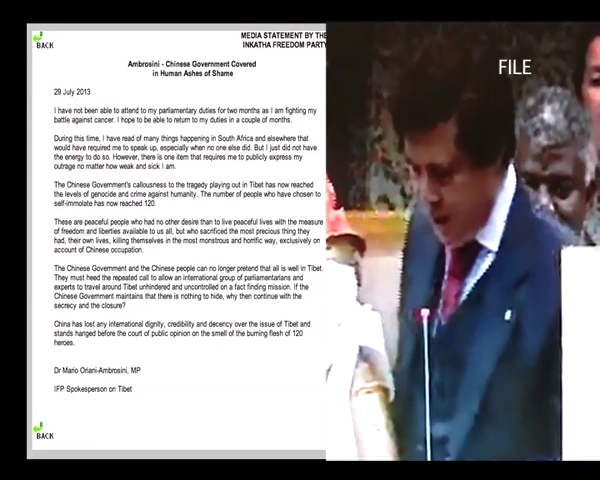 BACK
MEDIA STATEMENT BY THE
INKATHA FREEDOM PARTY
Ambrosini - Chinese Government Covered
in Human Ashes of Shame
29 July 2013
I have not been able to attend to my parliamentary duties for two months as I am fighting my
battle against cancer. I hope to be able to return to my duties in a couple of months.
During this time, I have read of many things happening in South Africa and elsewhere that
would have required me to speak up, especially when no one else did. But I just did not have
the energy to do so. However, there is one item that requires me to publicly express my
outrage no matter how weak and sick I am.
The Chinese Government's callousness to the tragedy playing out in Tibet has now reached
the levels of genocide and crime against humanity. The number of people who have chosen to
self-immolate has now reached 120.
These are peaceful people who had no other desire than to live peaceful lives with the measure
of freedom and liberties available to us all, but who sacrificed the most precious thing they
had, their own lives, killing themselves in the most monstrous and horrific way, exclusively on
account of Chinese occupation.
The Chinese Government and the Chinese people can no longer pretend that all is well in Tibet.
They must heed the repeated call to allow an international group of parliamentarians and
experts to travel around Tibet unhindered and uncontrolled on a fact finding mission. If the
Chinese Government maintains that there is nothing to hide, why then continue with the
secrecy and the closure?
China has lost any international dignity, credibility and decency over the issue of Tibet and
stands hanged before the court of public opinion on the smell of the burning flesh of 120
heroes.
Dr Mario Oriani-Ambrosini, MP
IFP Spokesperson on Tibet
BACK
FILE